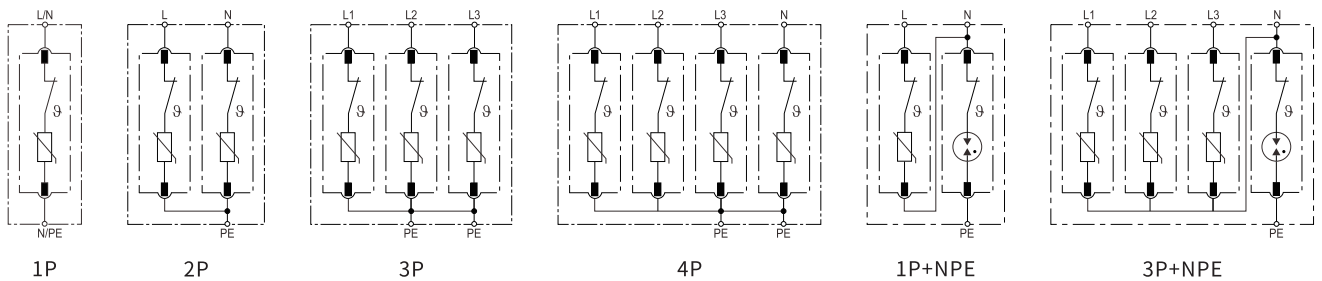 L/N L N L1 L2 L3 L1 L2 L3 N L N L1 L2 L3 N
ϑ ϑ ϑ ϑ ϑ ϑ ϑ ϑ ϑ ϑ ϑ ϑ ϑ ϑ ϑ ϑ
N/PE PE PE PE PE PE PE PE
1P 2P 3P 4P 1P+NPE 3P+NPE